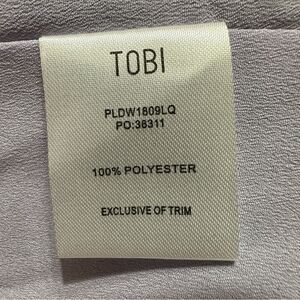 TOBI
PLDW1809LQ
PO:36311
100% POLYESTER
EXCLUSIVE OF TRIM